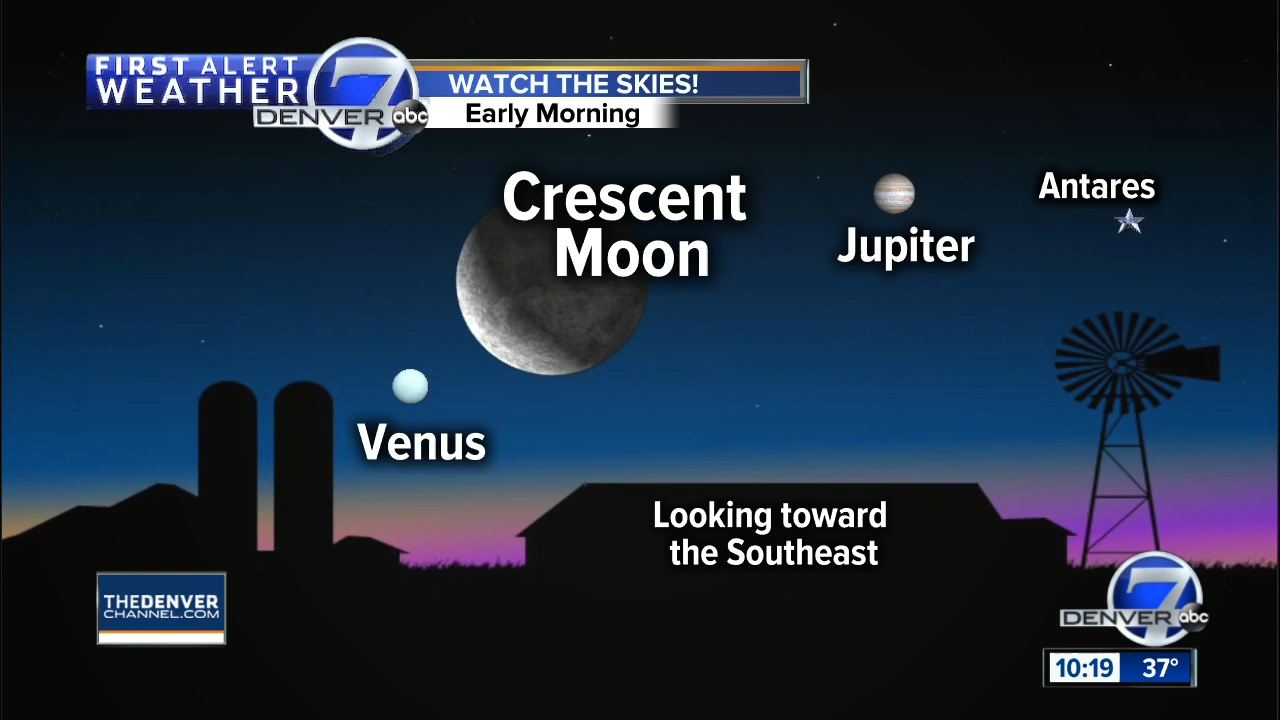 FIRST ALERT
WEATHER
7
DENVER abc
WATCH THE SKIES!
Early Morning
Crescent
Moon
Jupiter
Antares
Venus
Looking toward
the Southeast
THEDENVER
CHANNEL.COM
7
DENVER abc
10:19 37°